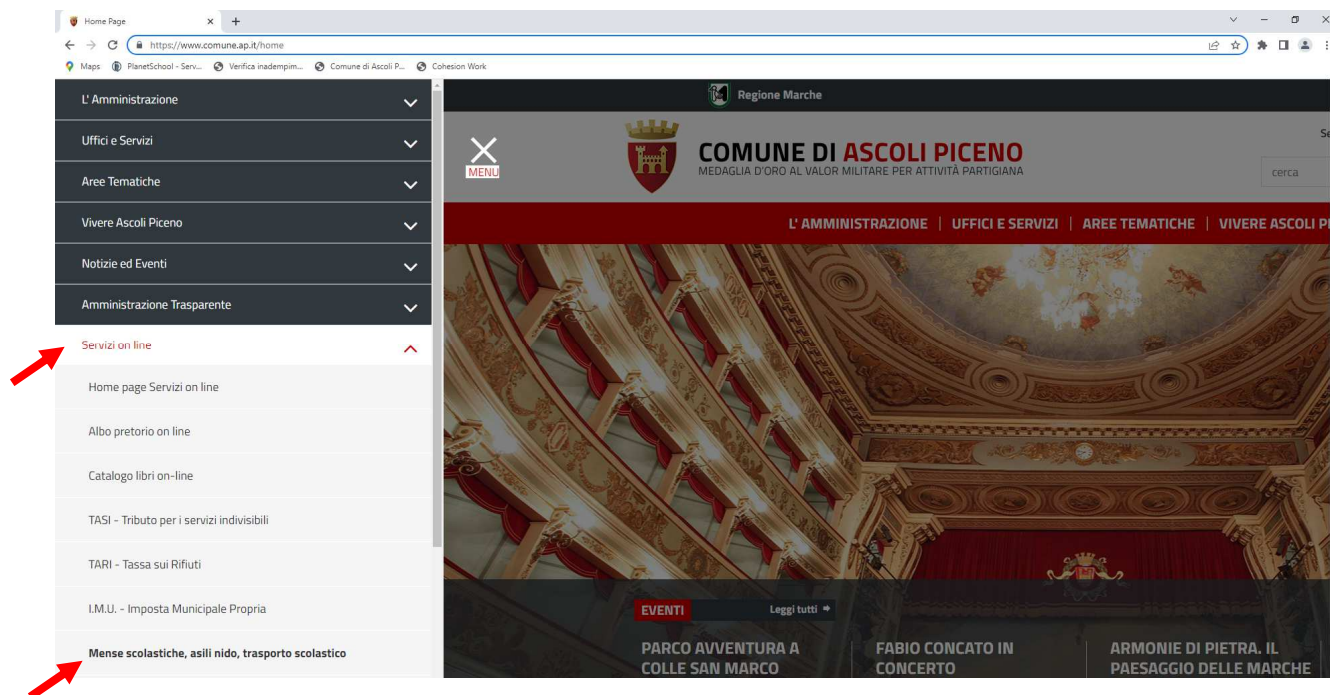 Home Page
https://www.comune.ap.it/home
Maps
PlanetSchool - Serv...
Verifica inadempim...
Comune di Ascoli P...
Cohesion Work
L' Amministrazione
Uffici e Servizi
Aree Tematiche
Vivere Ascoli Piceno
Notizie ed Eventi
Amministrazione Trasparente
Servizi on line
Home page Servizi on line
Albo pretorio on line
Catalogo libri on-line
TASI - Tributo per i servizi indivisibili
TARI - Tassa sui Rifiuti
I.M.U. - Imposta Municipale Propria
Mense scolastiche, asili nido, trasporto scolastico
MENU
Regione Marche
COMUNE DI ASCOLI PICENO
MEDAGLIA D'ORO AL VALOR MILITARE PER ATTIVITÀ PARTIGIANA
Se
cerca
L' AMMINISTRAZIONE | UFFICI E SERVIZI | AREE TEMATICHE | VIVERE ASCOLI PI
EVENTI
Leggi tutti
PARCO AVVENTURA A
COLLE SAN MARCO
FABIO CONCATO IN
CONCERTO
ARMONIE DI PIETRA. IL
PAESAGGIO DELLE MARCHE